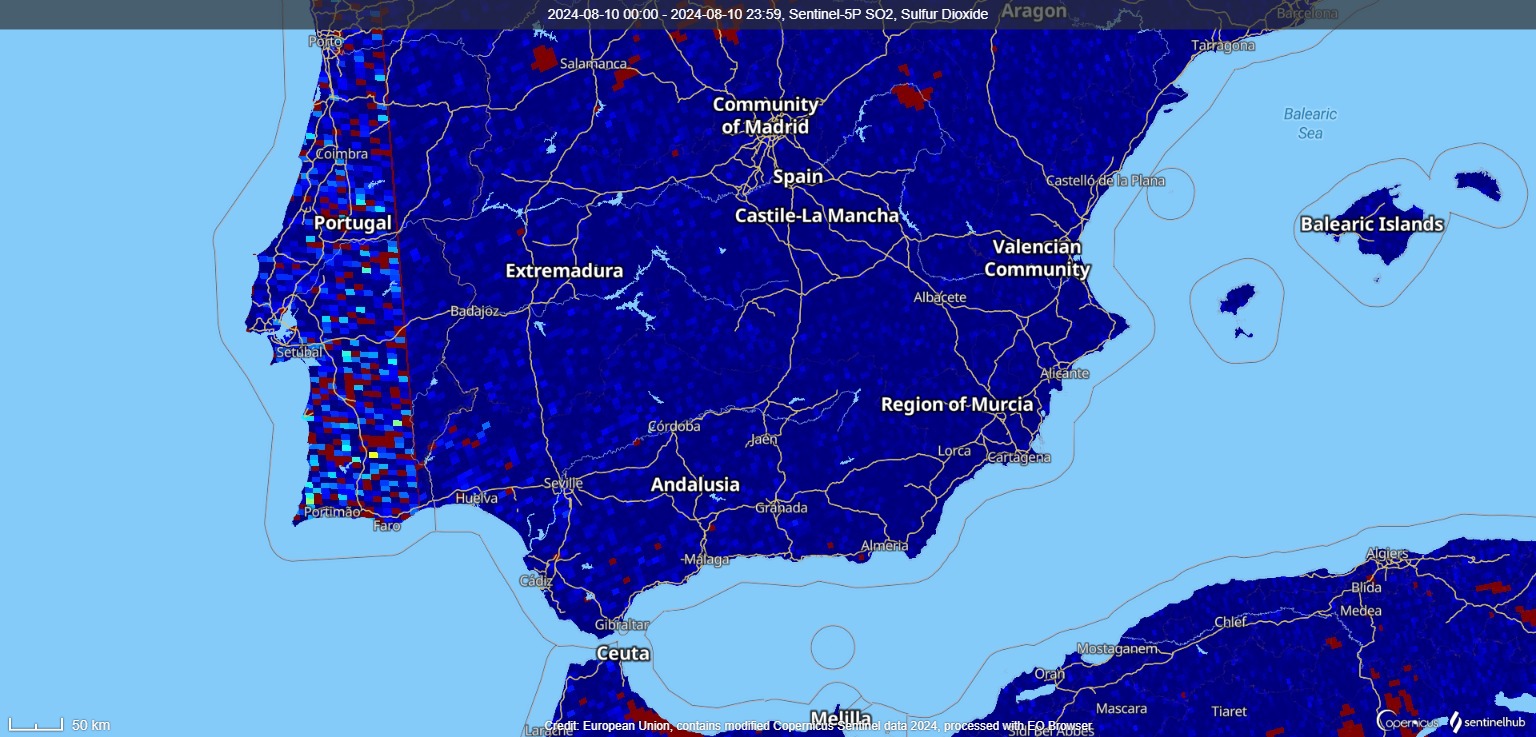 2024-08-10 00:00 - 2024-08-10 23:59, Sentinel-5P SO2, Sulfur Dioxide
Aragon
Barcelona
Porto
Tarragona
Salamanca
Community
of Madrid
Balearic
Sea
Coimbra
Spain
Castelló de la Plana
Portugal
Castile-La Mancha
Balearic Islands
Valencian
Community
Extremadura
Albacete
Badajoz
Setúbal
Alicante
Region of Murcia
Córdoba
Jaén
Lorca
Cartagena
Andalusia
Seville
Huelva
Granada
Portimão
Faro
Almeria
Málaga
Algiers
Cádiz
Blida
Medea
Gibraltar
Chlef
Ceuta
Mostaganem
Oran
Mascara
Tiaret
Melilla
50 km
Larache
Credit: European Union, contains modified Copernicus Sentinel data 2024, processed with EO Browser
Sidi Bel Abbès
opernicus
sentinelhub